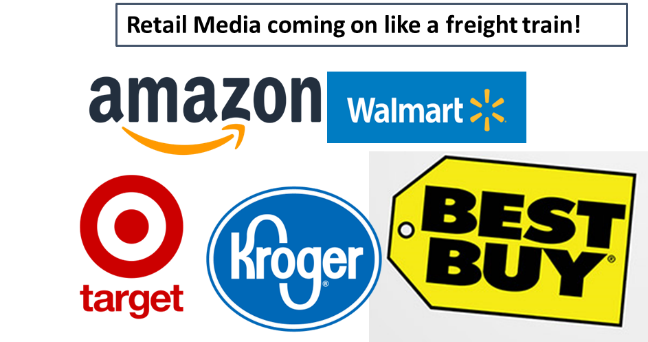 Retail Media coming on like a freight train!
amazon
Walmart
target
Kroger
®
BEST
BUY®